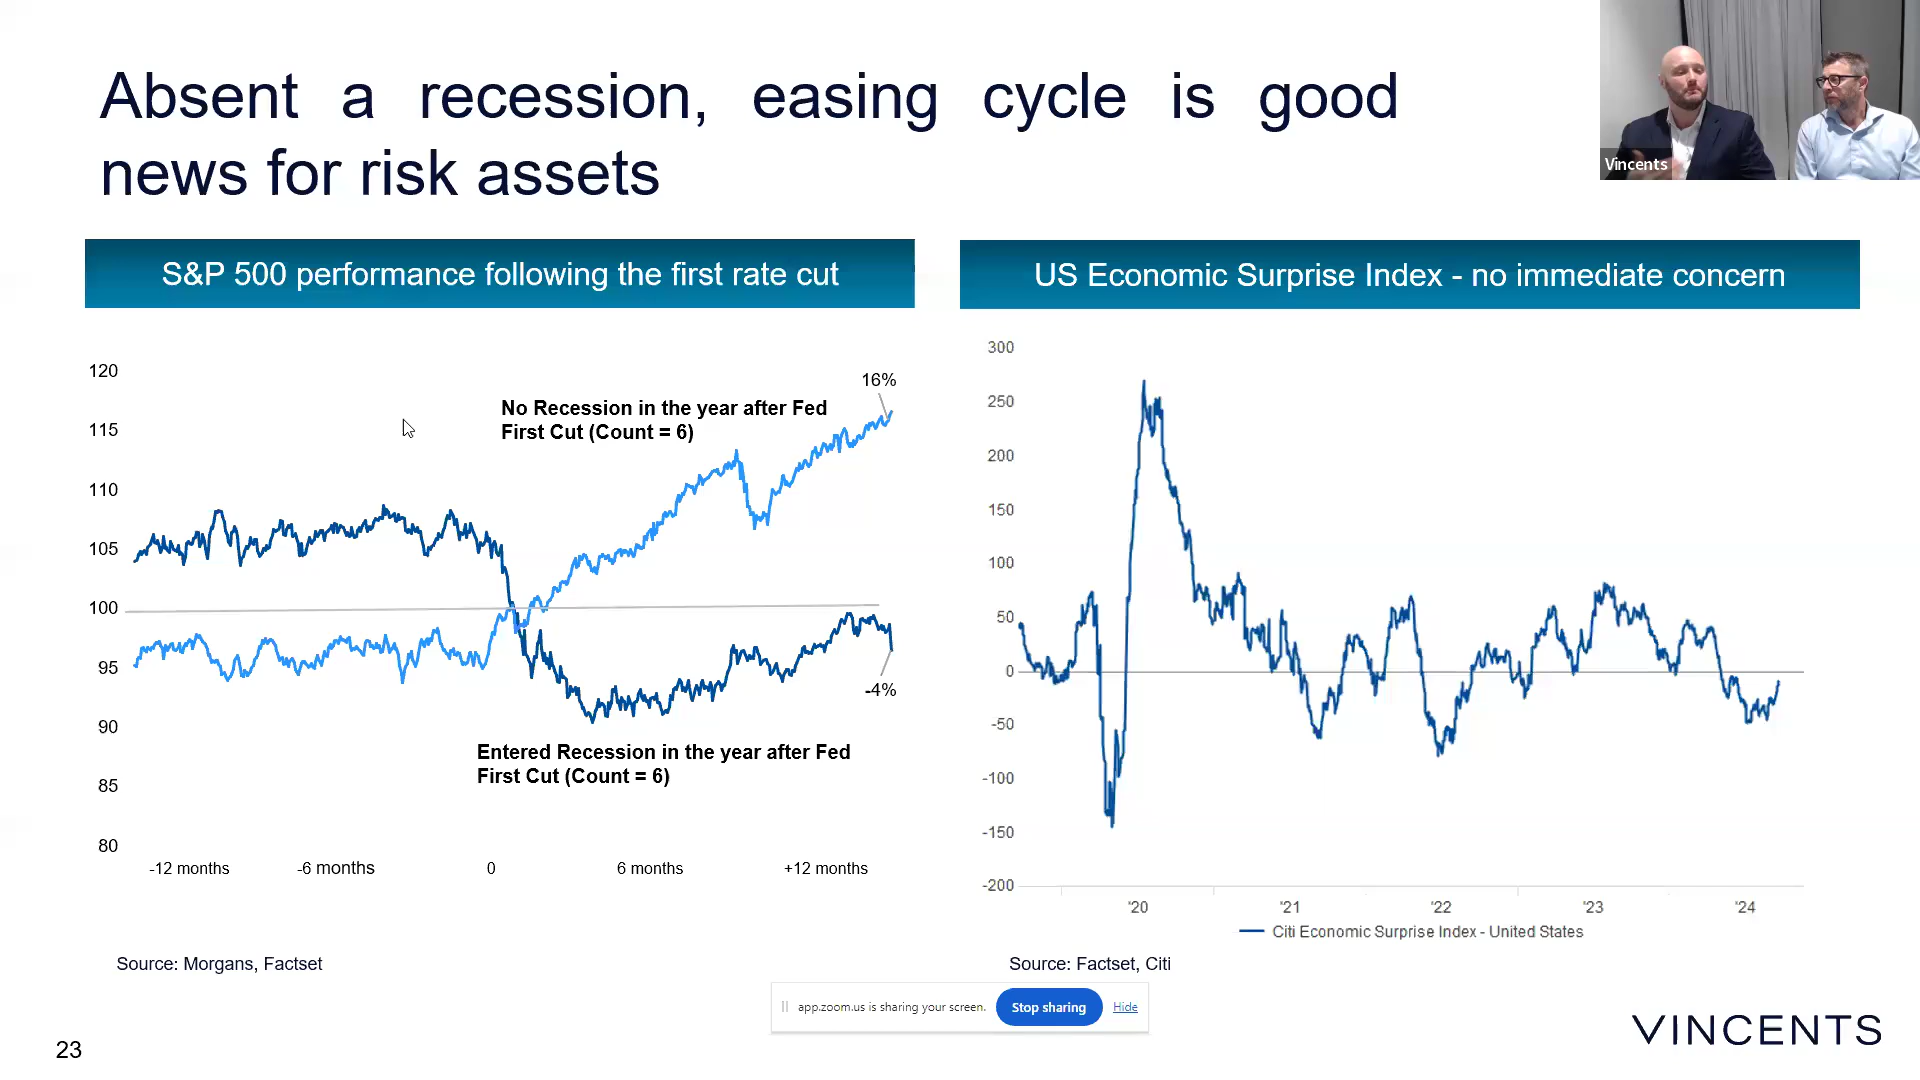 Absent a recession, easing cycle is good
news for risk assets
Vincents
S&P 500 performance following the first rate cut
120
115
110
105
100
95
90
85
80
16%
No Recession in the year after Fed
First Cut (Count = 6)
-4%
Entered Recession in the year after Fed
First Cut (Count = 6)
-12 months -6 months 0 6 months +12 months
Source: Morgans, Factset
US Economic Surprise Index - no immediate concern
300
250
200
150
100
50
0
-50
-100
-150
-200
'20 '21 '22 '23 '24
Citi Economic Surprise Index - United States
Source: Factset, Citi
app.zoom.us is sharing your screen. Stop sharing Hide
23
VINCENTS